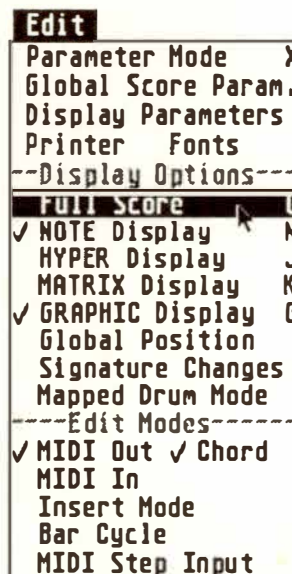 Edit
Parameter Mode X
Global Score Param.
Display Parameters
Printer Fonts
--Display Options---
Full Score
✓ NOTE Display
HYPER Display J
MATRIX Display K
✓ GRAPHIC Display G
Global Position
Signature Changes
Mapped Drum Mode
----Edit Modes------
✓ MIDI Out ✓ Chord
MIDI In
Insert Mode
Bar Cycle
MIDI Step Input